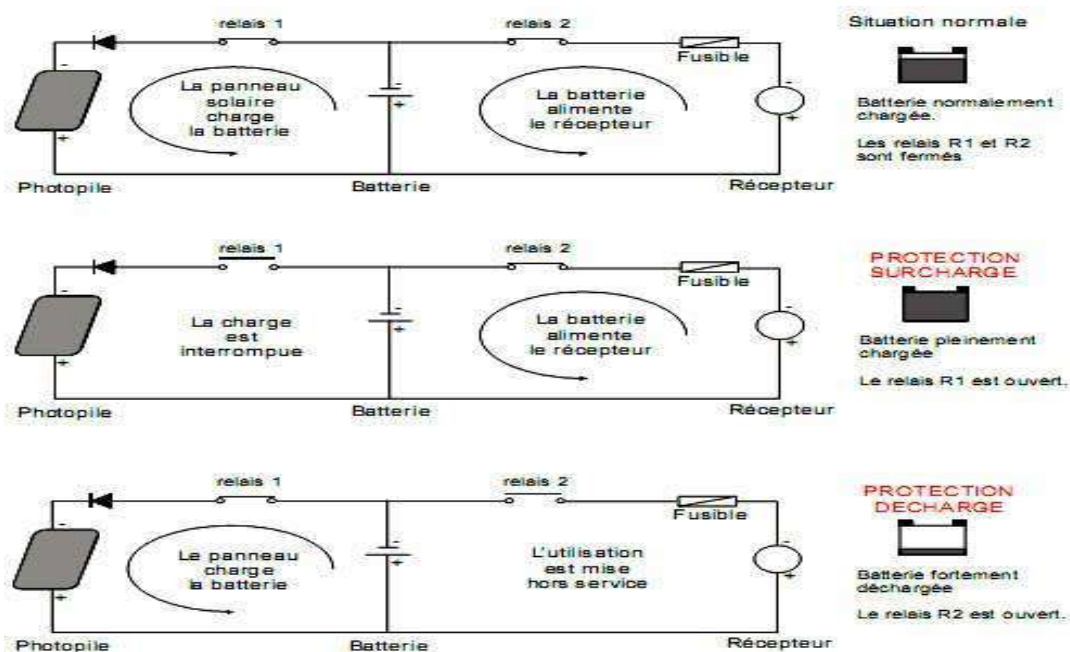 relais 1
relais 2
Fusible
La panneau
solaire
charge
la batterie
La batterie
alimente
le récepteur
-
+
-
+
-
+
Photopile
Batterie
Récepteur
Situation normale
Batterie normalement
chargée.
Les relais R1 et R2
sont fermés
relais 1
relais 2
Fusible
La charge
est
interrompue
La batterie
alimente
le récepteur
-
+
-
+
-
+
Photopile
Batterie
Récepteur
PROTECTION
SURCHARGE
Batterie pleinement
chargée
Le relais R1 est ouvert.
relais 1
relais 2
Fusible
Le panneau
charge
la batterie
L'utilisation
est mise
hors service
-
+
-
+
-
+
Photopile
Batterie
Récepteur
PROTECTION
DECHARGE
Batterie fortement
déchargée
Le relais R2 est ouvert.